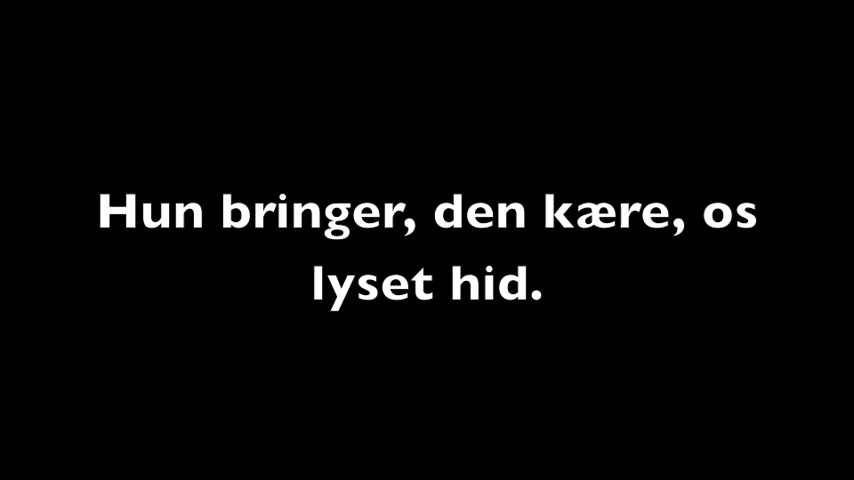 Hun bringer, den kære, os
lyset hid.